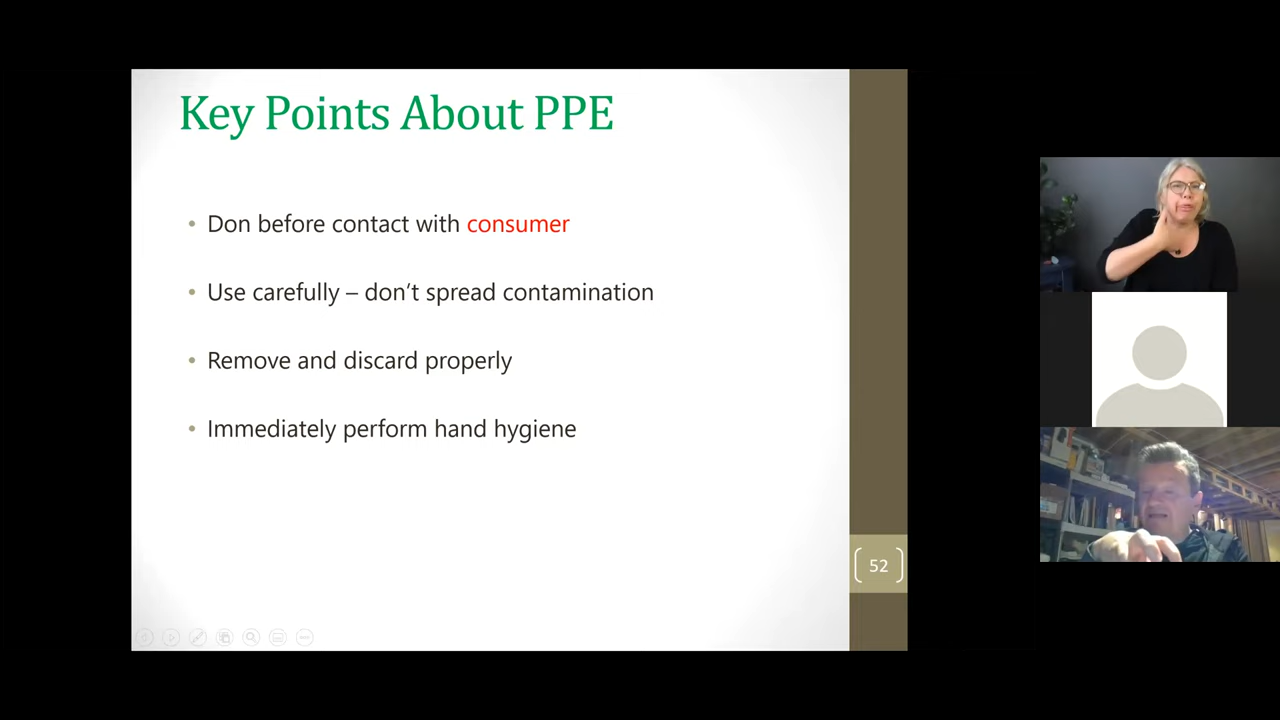 Key Points About PPE
• Don before contact with consumer
• Use carefully – don't spread contamination
• Remove and discard properly
• Immediately perform hand hygiene
52